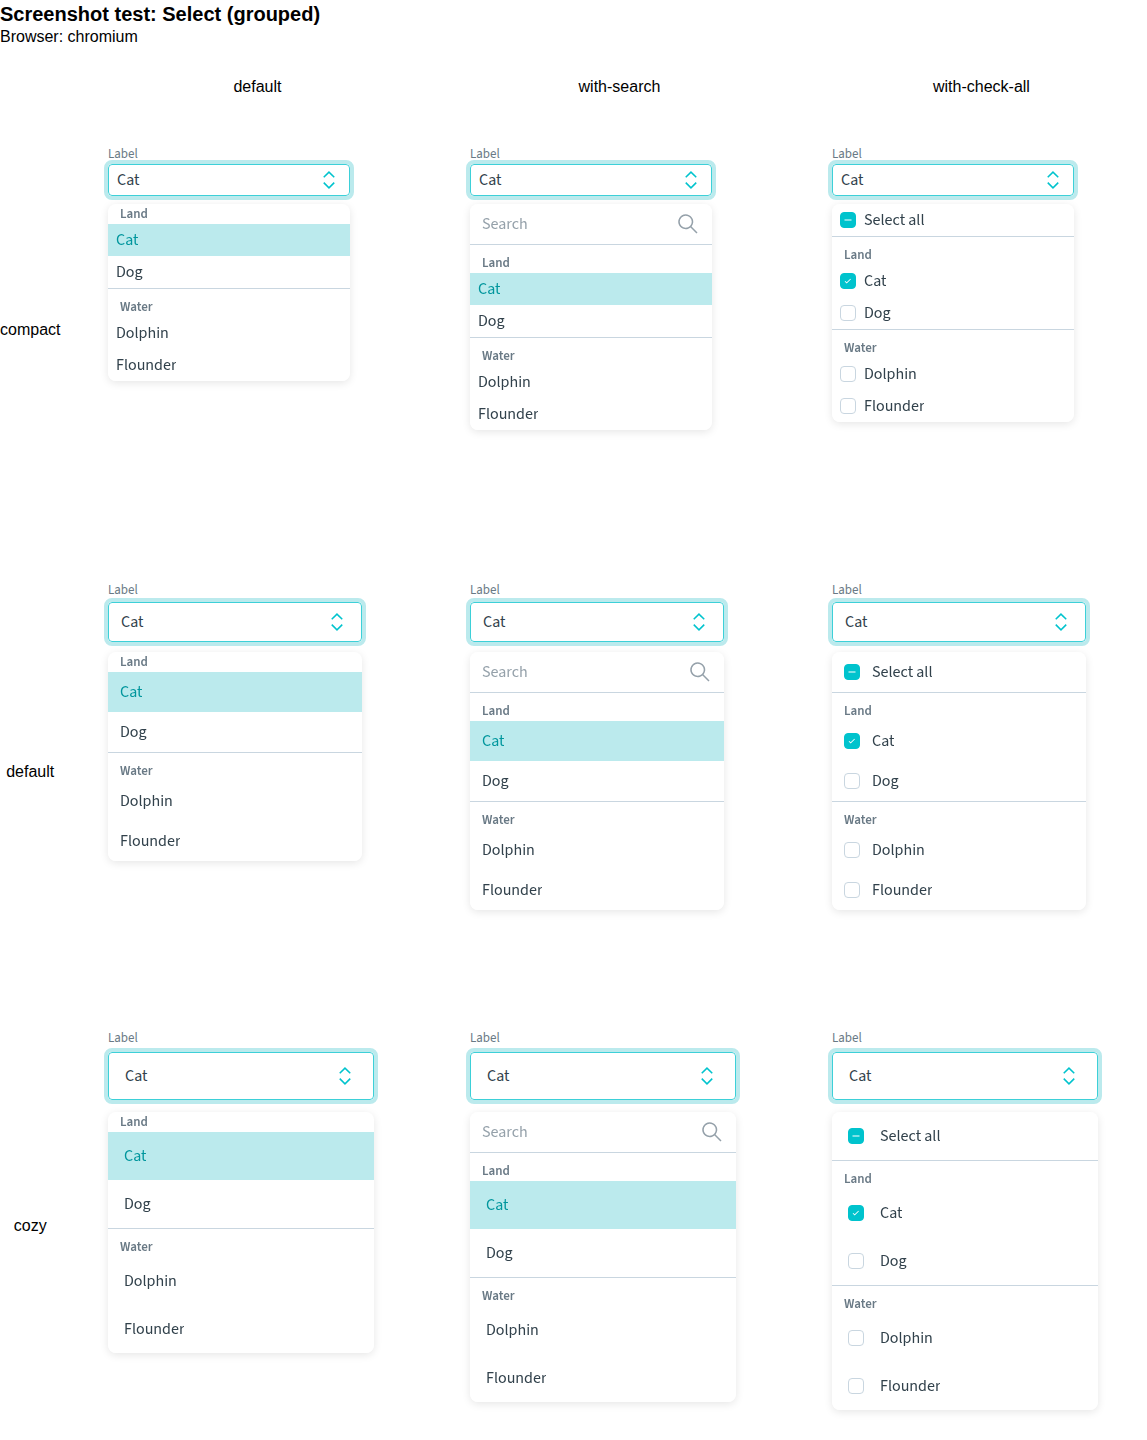 Screenshot test: Select (grouped)
Browser: chromium
default
with-search
with-check-all
compact
Label
Cat
Land
Cat
Dog
Water
Dolphin
Flounder
Label
Cat
Search
Land
Cat
Dog
Water
Dolphin
Flounder
Label
Cat
Select all
Land
Cat
Dog
Water
Dolphin
Flounder
default
Label
Cat
Land
Cat
Dog
Water
Dolphin
Flounder
Label
Cat
Search
Land
Cat
Dog
Water
Dolphin
Flounder
Label
Cat
Select all
Land
Cat
Dog
Water
Dolphin
Flounder
cozy
Label
Cat
Land
Cat
Dog
Water
Dolphin
Flounder
Label
Cat
Search
Land
Cat
Dog
Water
Dolphin
Flounder
Label
Cat
Select all
Land
Cat
Dog
Water
Dolphin
Flounder